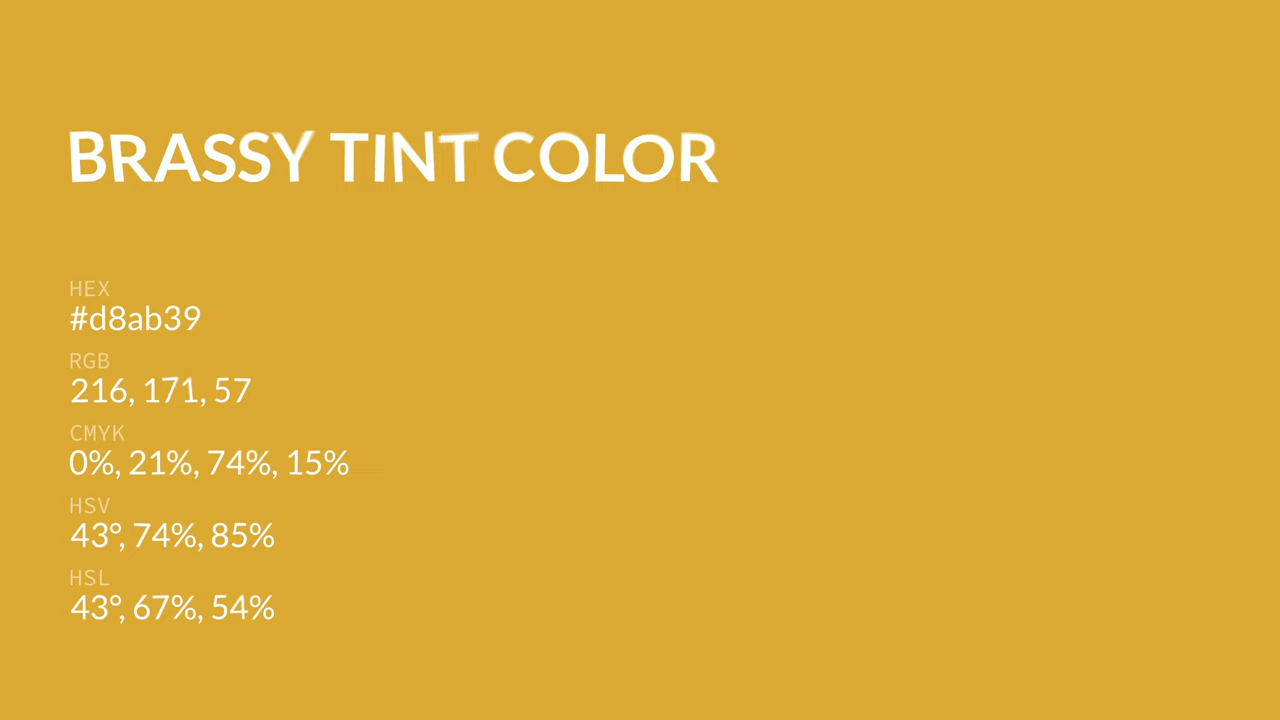 BRASSY TINT COLOR
HEX
#d8ab39
RGB
216, 171, 57
CMYK
0%, 21%, 74%, 15%
HSV
43°, 74%, 85%
HSL
43°, 67%, 54%